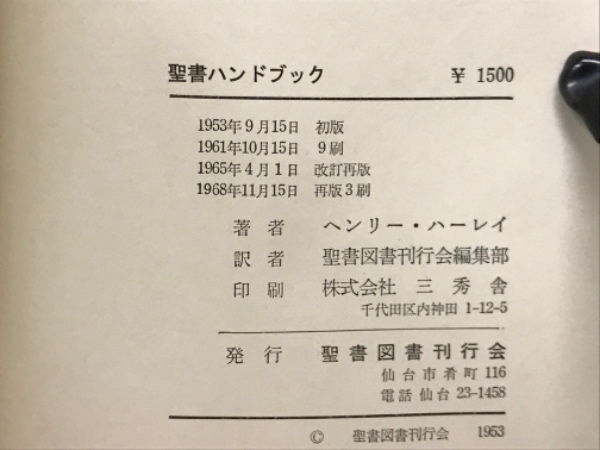 聖書ハンドブック ¥ 1500
1953年9月15日 初版
1961年10月15日 9刷
1965年4月1日 改訂再版
1968年11月15日 再版3刷
著者 ヘンリー・ハーレイ
訳者 聖書図書刊行会編集部
印刷 株式会社 三秀舎
千代田区内神田 1-12-5
発行 聖書図書刊行会
仙台市肴町 116
電話 仙台 23-1458
© 聖書図書刊行会 1953